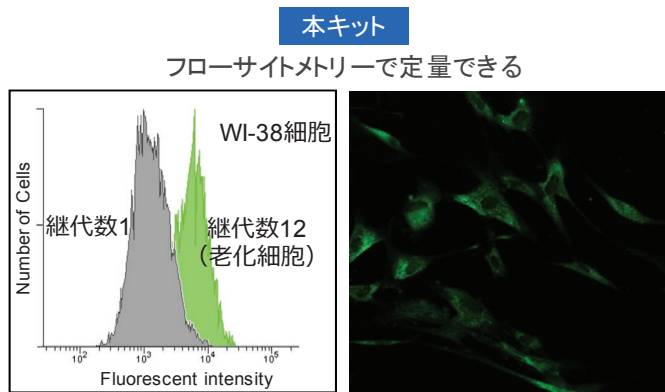 本キット
フローサイトメトリーで定量できる
WI-38細胞
継代数1
継代数12
（老化細胞）
Number of Cells
10² 10³ 10⁴ 10⁵
Fluorescent intensity